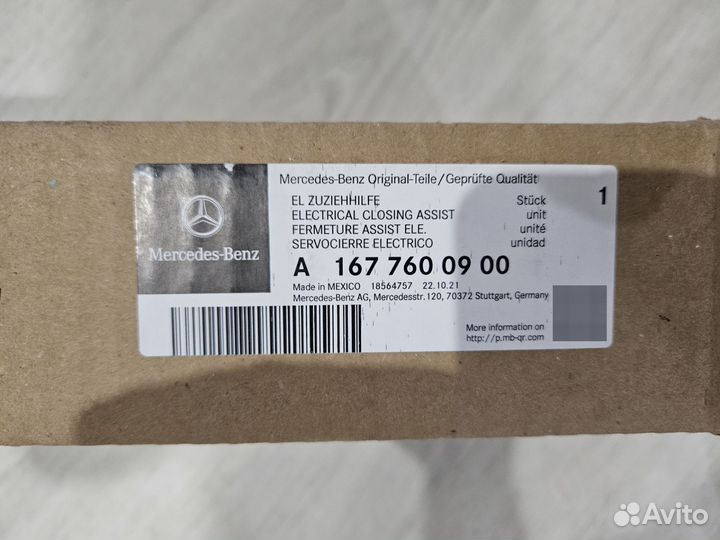 Mercedes-Benz Original-Teile/Geprüfte Qualität
EL ZUZIEHHILFE Stück 1
ELECTRICAL CLOSING ASSIST unit
FERMETURE ASSIST ELE. unité
SERVOCIERRE ELECTRICO unidad
Mercedes-Benz
A 167 760 09 00
Made in MEXICO 18564757 22.10.21
Mercedes-Benz AG, Mercedesstr.120, 70372 Stuttgart, Germany
More information on
http://p.mb-qr.com
Avito